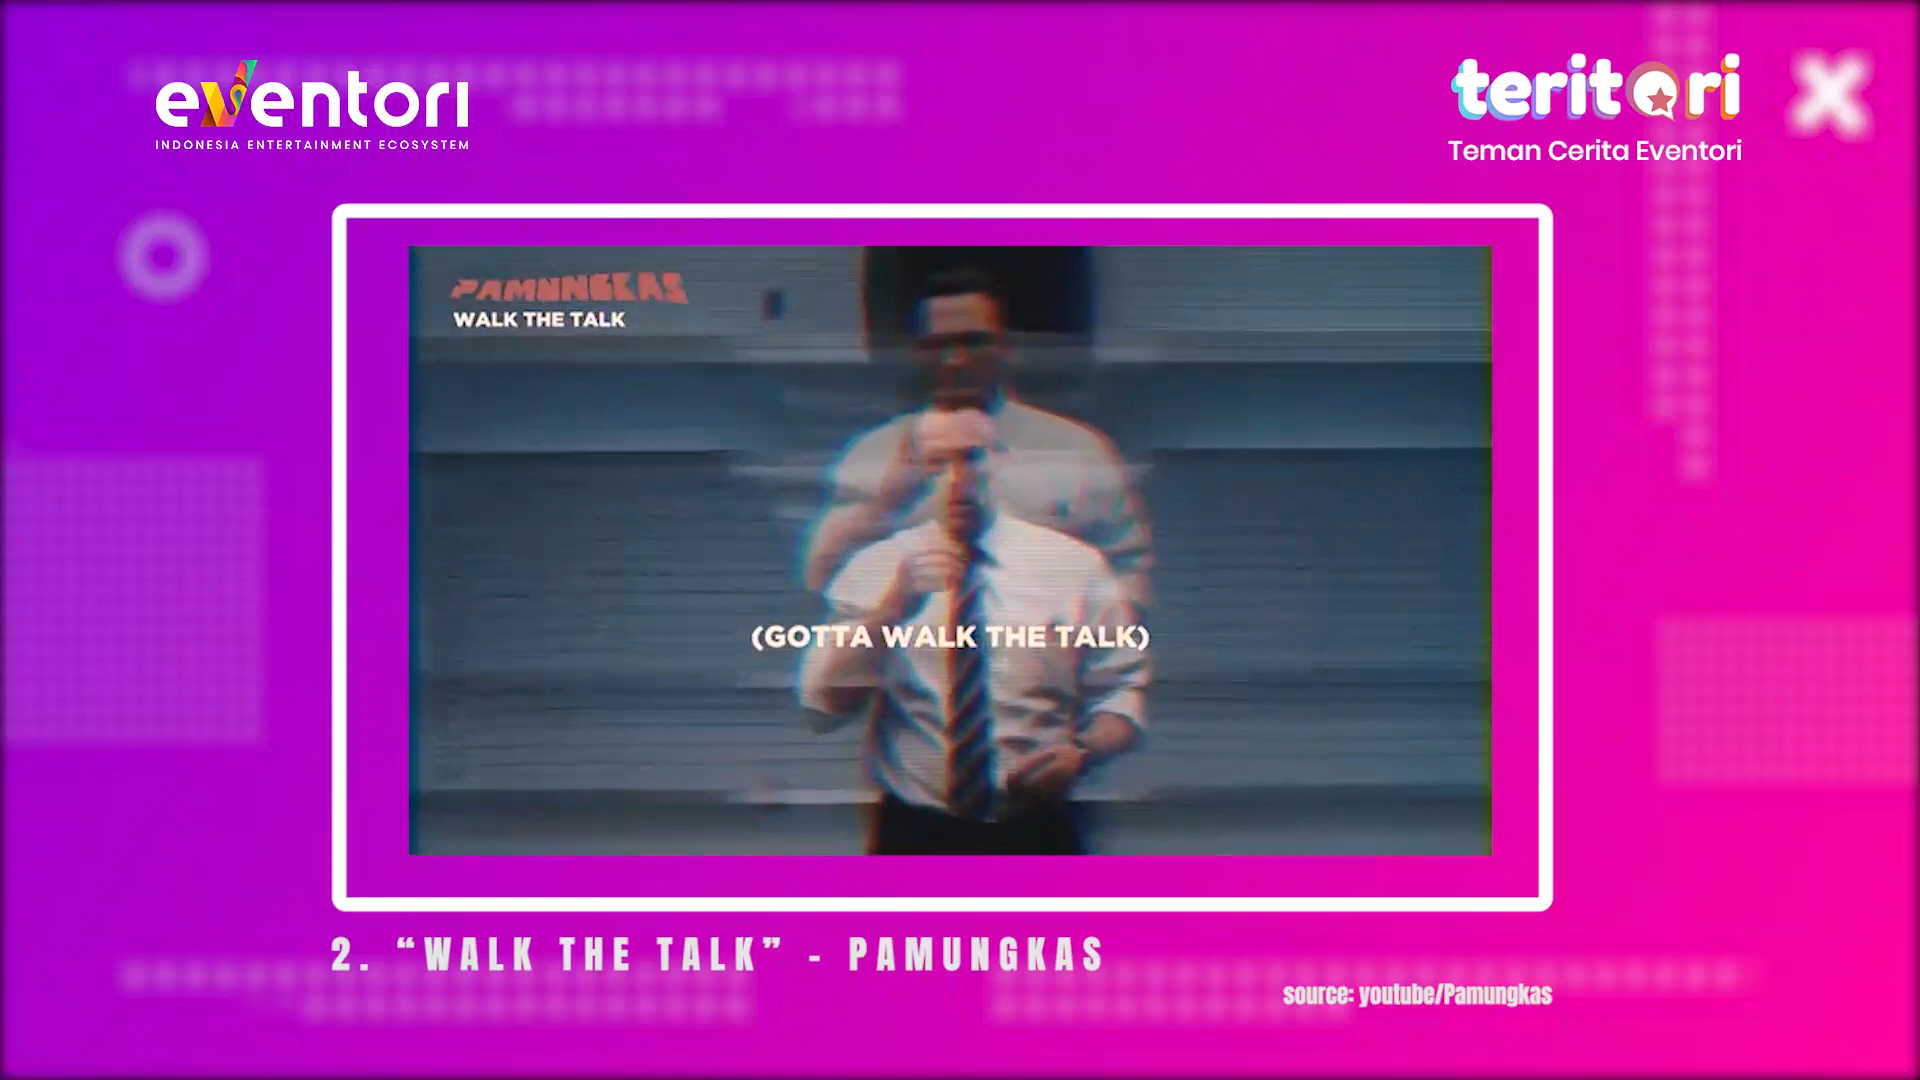 eventori
INDONESIA ENTERTAINMENT ECOSYSTEM
teritori
Teman Cerita Eventori
PAMUNGKAS
WALK THE TALK
(GOTTA WALK THE TALK)
2. “WALK THE TALK” - PAMUNGKAS
source: youtube/Pamungkas